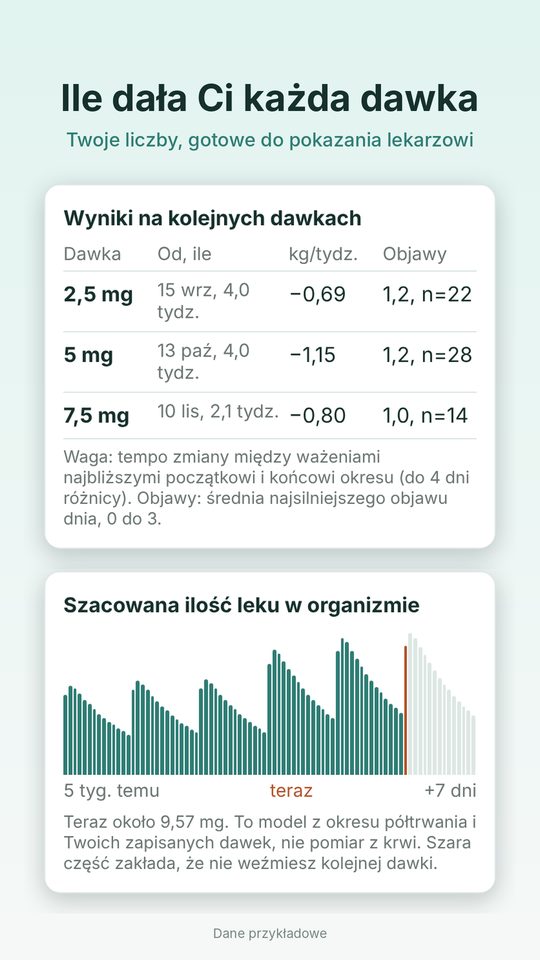 Ile dała Ci każda dawka
Twoje liczby, gotowe do pokazania lekarzowi
Wyniki na kolejnych dawkach
Dawka Od, ile kg/tydz. Objawy
2,5 mg 15 wrz, 4,0 tydz. −0,69 1,2, n=22
5 mg 13 paź, 4,0 tydz. −1,15 1,2, n=28
7,5 mg 10 lis, 2,1 tydz. −0,80 1,0, n=14
Waga: tempo zmiany między ważeniami
najbliższymi początkowi i końcowi okresu (do 4 dni
różnicy). Objawy: średnia najsilniejszego objawu
dnia, 0 do 3.
Szacowana ilość leku w organizmie
5 tyg. temu teraz +7 dni
Teraz około 9,57 mg. To model z okresu półtrwania i
Twoich zapisanych dawek, nie pomiar z krwi. Szara
część zakłada, że nie weźmiesz kolejnej dawki.
Dane przykładowe